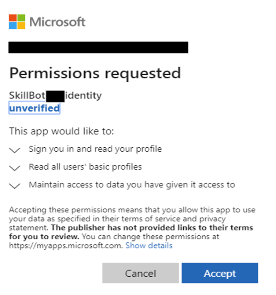 Microsoft
Permissions requested
SkillBot identity
unverified
This app would like to:
Sign you in and read your profile
Read all users' basic profiles
Maintain access to data you have given it access to
Accepting these permissions means that you allow this app to use
your data as specified in their terms of service and privacy
statement. The publisher has not provided links to their terms
for you to review. You can change these permissions at
https://myapps.microsoft.com. Show details
Cancel
Accept